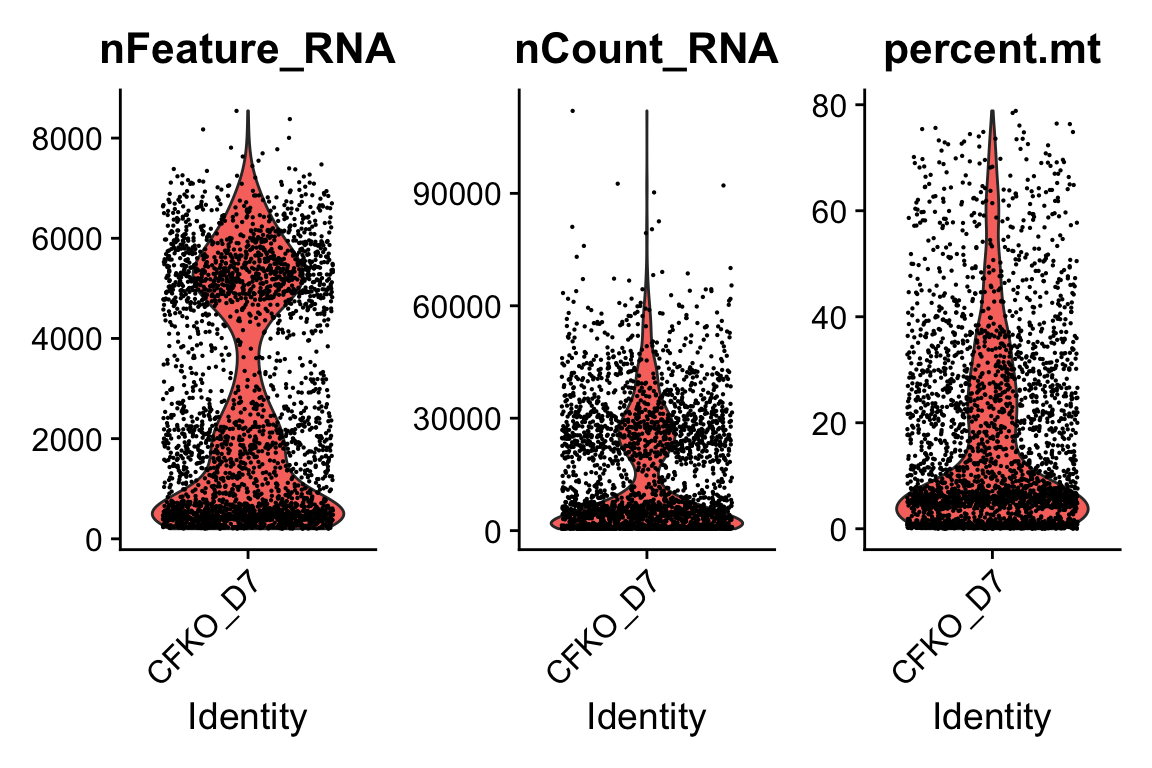 nFeature_RNA
8000
6000
4000
2000
0
CFKO_D7
Identity
nCount_RNA
90000
60000
30000
0
CFKO_D7
Identity
percent.mt
80
60
40
20
0
CFKO_D7
Identity